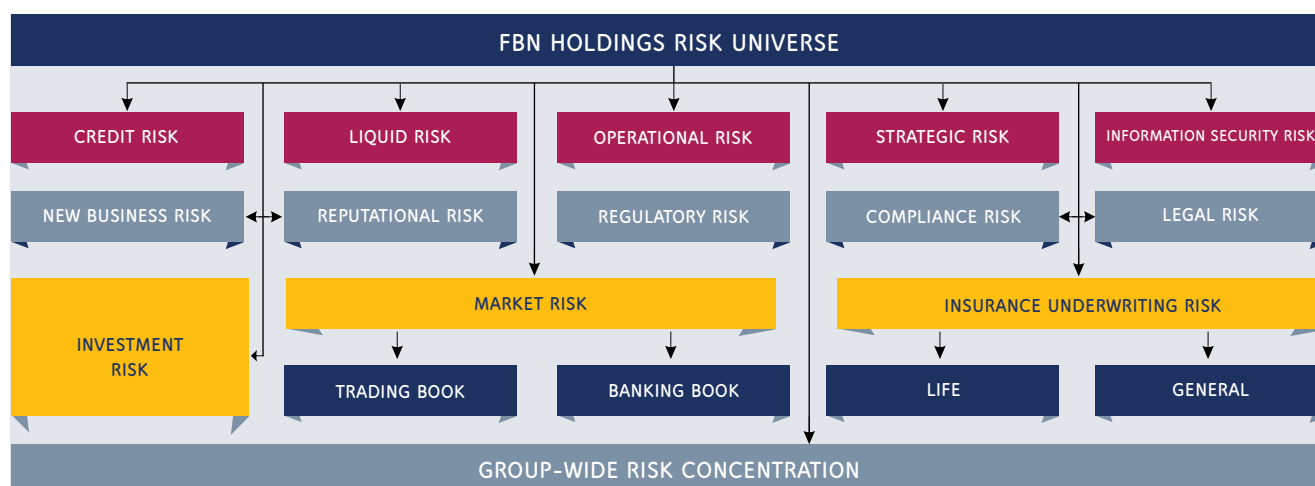 FBN HOLDINGS RISK UNIVERSE
CREDIT RISK
LIQUID RISK
OPERATIONAL RISK
STRATEGIC RISK
INFORMATION SECURITY RISK
NEW BUSINESS RISK
REPUTATIONAL RISK
REGULATORY RISK
COMPLIANCE RISK
LEGAL RISK
INVESTMENT
RISK
MARKET RISK
INSURANCE UNDERWRITING RISK
TRADING BOOK
BANKING BOOK
LIFE
GENERAL
GROUP-WIDE RISK CONCENTRATION